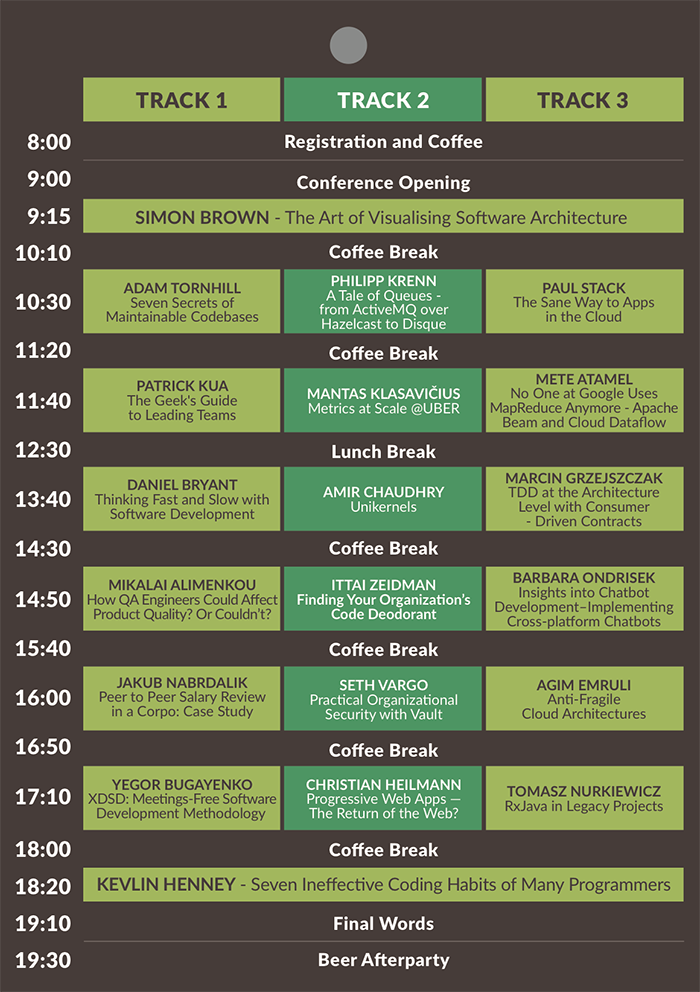 TRACK 1
TRACK 2
TRACK 3
8:00
Registration and Coffee
9:00
Conference Opening
9:15
SIMON BROWN - The Art of Visualising Software Architecture
10:10
Coffee Break
10:30
ADAM TORNHILL
Seven Secrets of
Maintainable Codebases
PHILIPP KRENN
A Tale of Queues -
from ActiveMQ over
Hazelcast to Disque
PAUL STACK
The Sane Way to Apps
in the Cloud
11:20
Coffee Break
11:40
PATRICK KUA
The Geek's Guide
to Leading Teams
MANTAS KLASAVIČIUS
Metrics at Scale @UBER
METE ATAMEL
No One at Google Uses
MapReduce Anymore - Apache
Beam and Cloud Dataflow
12:30
Lunch Break
13:40
DANIEL BRYANT
Thinking Fast and Slow with
Software Development
AMIR CHAUDHRY
Unikernels
MARCIN GRZEJSZCZAK
TDD at the Architecture
Level with Consumer
- Driven Contracts
14:30
Coffee Break
14:50
MIKALAI ALIMENKOU
How QA Engineers Could Affect
Product Quality? Or Couldn't?
ITTAI ZEIDMAN
Finding Your Organization's
Code Deodorant
BARBARA ONDRISEK
Insights into Chatbot
Development–Implementing
Cross-platform Chatbots
15:40
Coffee Break
16:00
JAKUB NABRDALIK
Peer to Peer Salary Review
in a Corpo: Case Study
SETH VARGO
Practical Organizational
Security with Vault
AGIM EMRULI
Anti-Fragile
Cloud Architectures
16:50
Coffee Break
17:10
YEGOR BUGAYENKO
XDSD: Meetings-Free Software
Development Methodology
CHRISTIAN HEILMANN
Progressive Web Apps —
The Return of the Web?
TOMASZ NURKIEWICZ
RxJava in Legacy Projects
18:00
Coffee Break
18:20
KEVLIN HENNEY - Seven Ineffective Coding Habits of Many Programmers
19:10
Final Words
19:30
Beer Afterparty